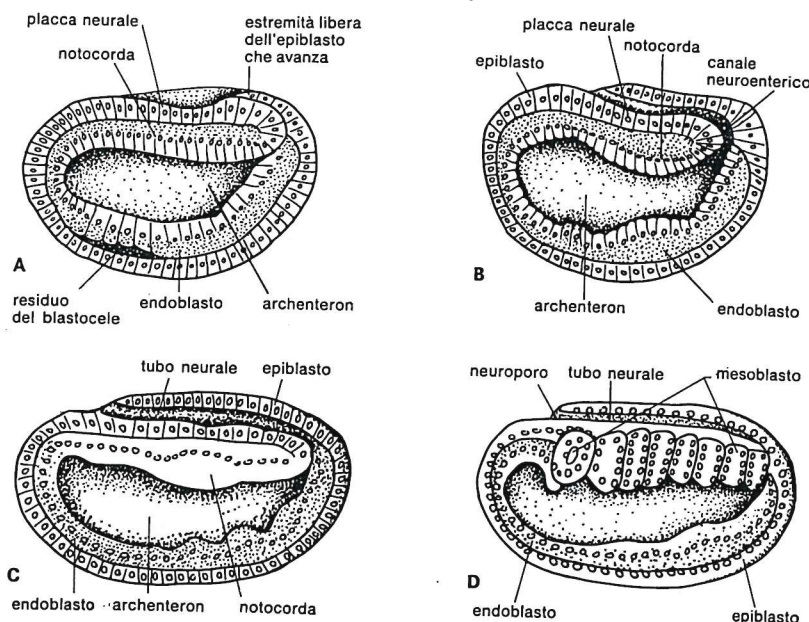 placca neurale
notocorda
estremità libera
dell'epiblasto
che avanza
A
residuo
del blastocele
endoblasto
archenteron
placca neurale
notocorda
epiblasto
canale
neuroenterico
B
archenteron
endoblasto
tubo neurale
epiblasto
C
endoblasto
archenteron
notocorda
neuroporo
tubo neurale
mesoblasto
D
endoblasto
epiblasto